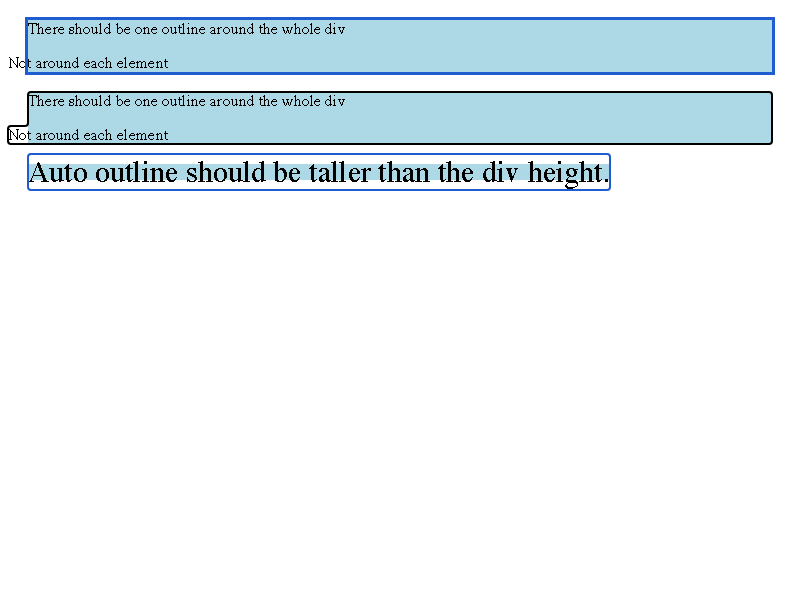 There should be one outline around the whole div
Not around each element
There should be one outline around the whole div
Not around each element
Auto outline should be taller than the div height.